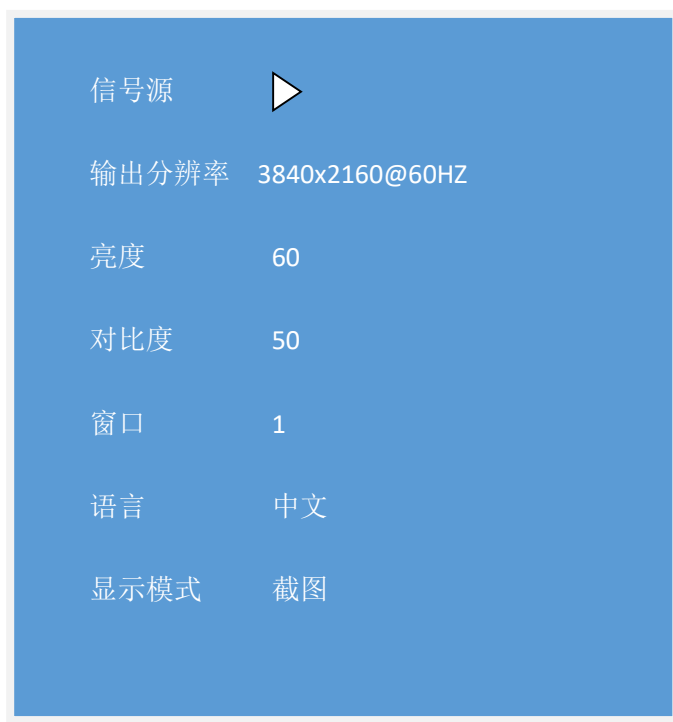 信号源
输出分辨率 3840x2160@60HZ
亮度 60
对比度 50
窗口 1
语言 中文
显示模式 截图